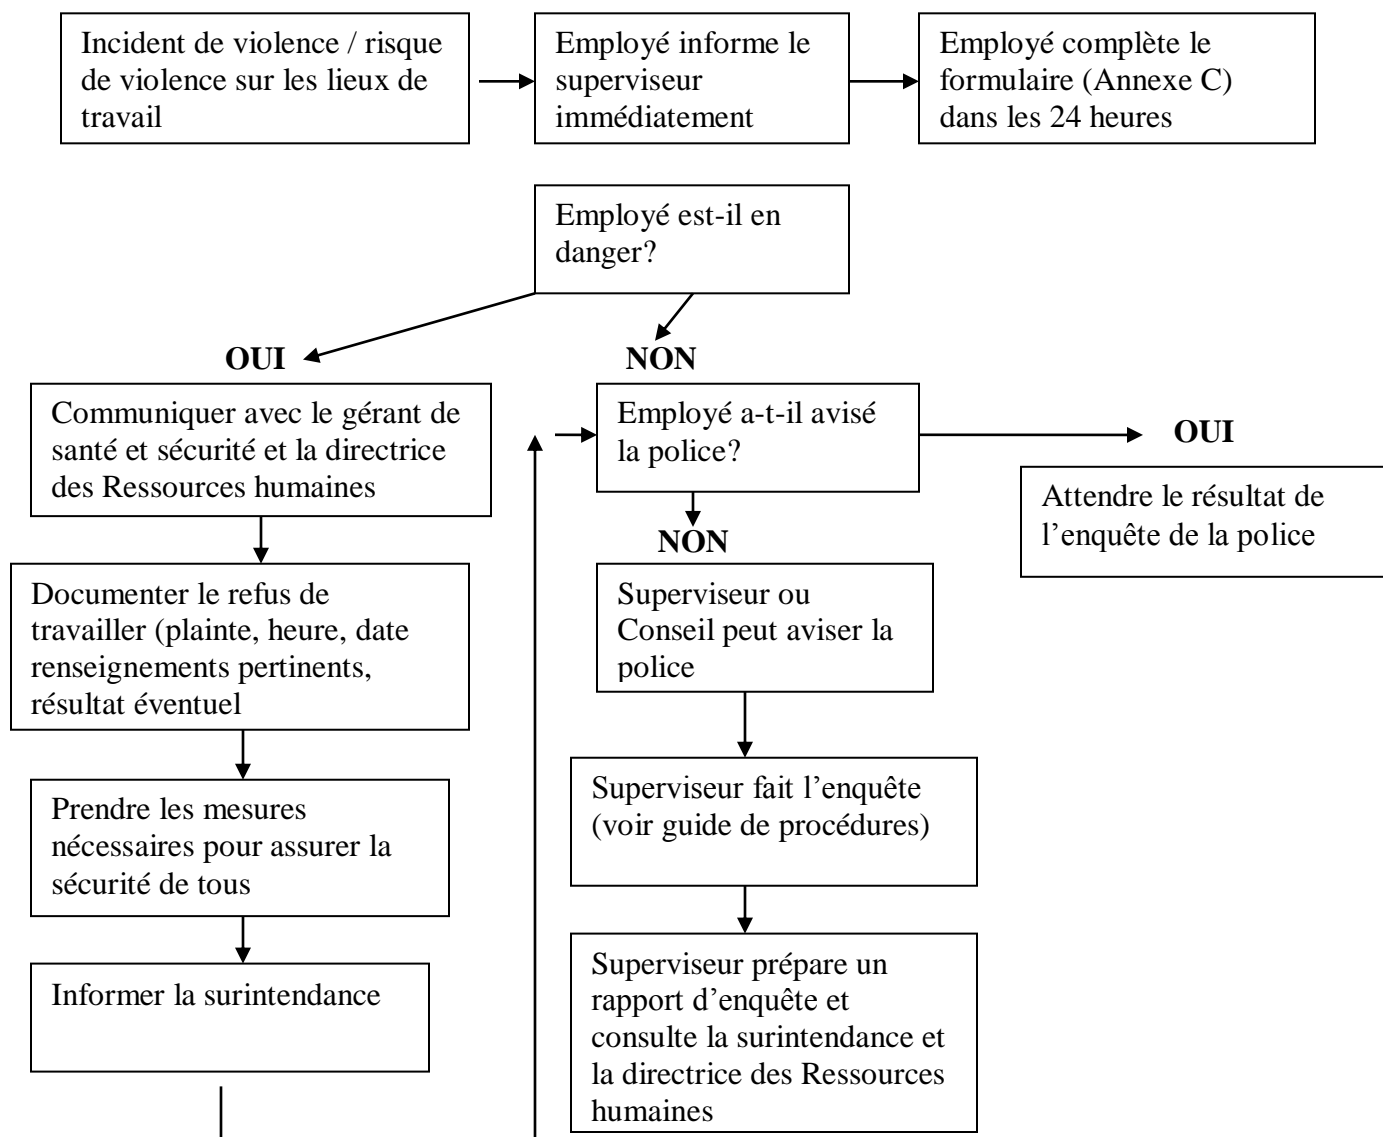 Incident de violence / risque
de violence sur les lieux de
travail
Employé informe le
superviseur
immédiatement
Employé complète le
formulaire (Annexe C)
dans les 24 heures
Employé est-il en
danger?
OUI
NON
Communiquer avec le gérant de
santé et sécurité et la directrice
des Ressources humaines
Employé a-t-il avisé
la police?
OUI
Attendre le résultat de
l’enquête de la police
NON
Documenter le refus de
travailler (plainte, heure, date
renseignements pertinents,
résultat éventuel
Superviseur ou
Conseil peut aviser la
police
Prendre les mesures
nécessaires pour assurer la
sécurité de tous
Superviseur fait l’enquête
(voir guide de procédures)
Informer la surintendance
Superviseur prépare un
rapport d’enquête et
consulte la surintendance et
la directrice des Ressources
humaines